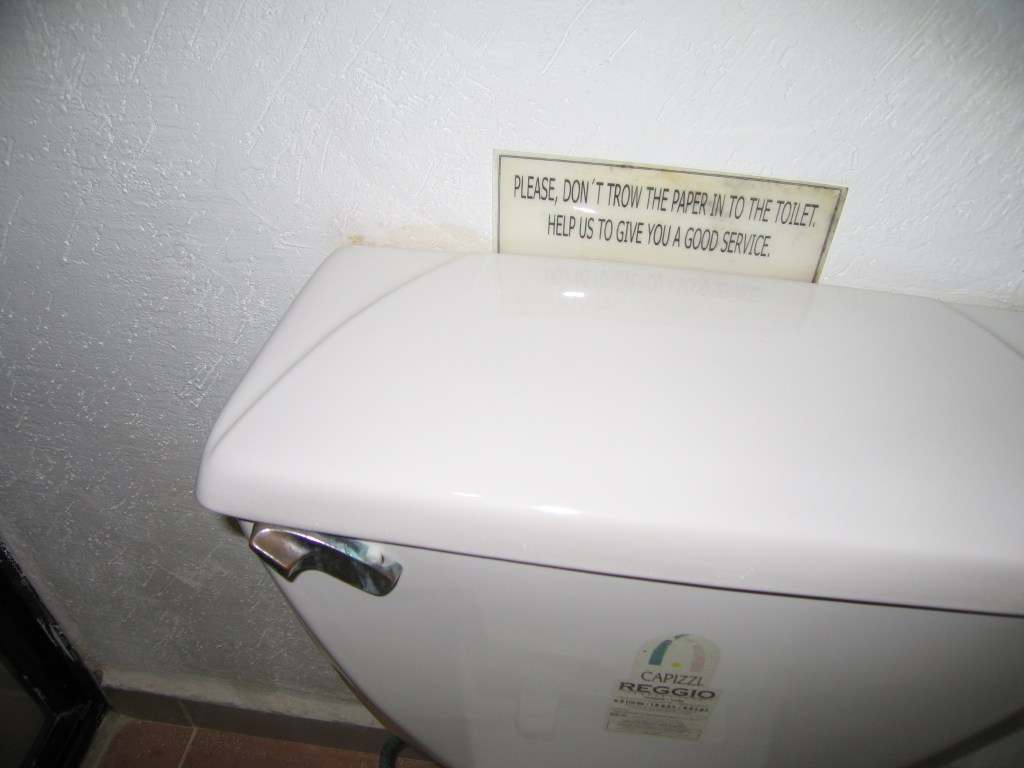 PLEASE, DON´T TROW THE PAPER IN TO THE TOILET.
HELP US TO GIVE YOU A GOOD SERVICE.
CAPIZZI
REGGIO